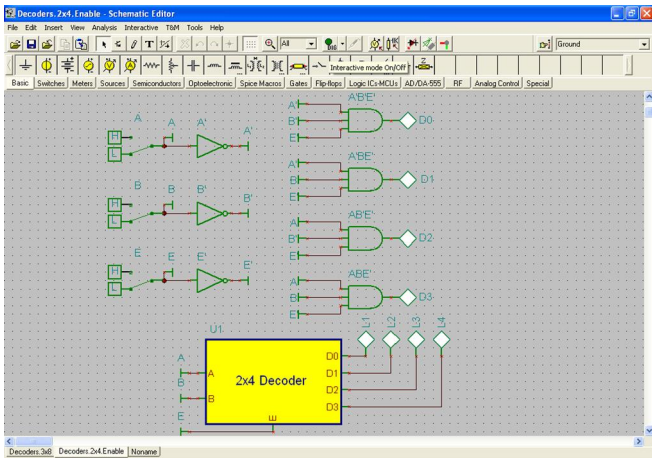 Decoders.2x4.Enable - Schematic Editor
File Edit Insert View Analysis Interactive T&M Tools Help
All
DIG
Ground
Interactive mode On/Off
Basic Switches Meters Sources Semiconductors Optoelectronic Spice Macros Gates Flip-flops Logic ICs-MCUs AD/DA-555 RF Analog Control Special
A A A'
H
L
A'
A' A'B'E'
B'
E'
D0
B B B'
H
L
B'
A' A'BE'
B
E'
D1
A AB'E'
B'
E'
D2
E E E'
H
L
E'
A ABE'
B
E'
D3
U1
L1 L2 L3 L4
A
B
E
A
B
E
2x4 Decoder
D0
D1
D2
D3
Decoders.3x8 Decoders.2x4.Enable Noname